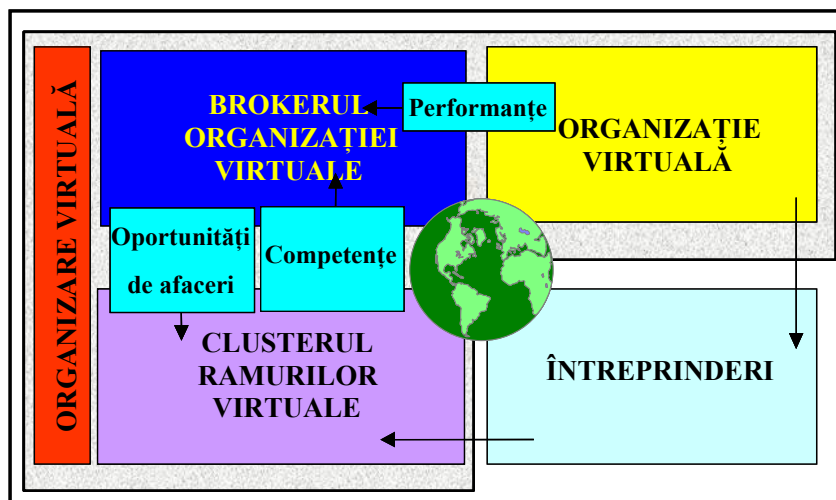 ORGANIZARE VIRTUALĂ
BROKERUL
ORGANIZAȚIEI
VIRTUALE
Performanțe
ORGANIZAȚIE
VIRTUALĂ
Oportunități
de afaceri
Competențe
CLUSTERUL
RAMURILOR
VIRTUALE
ÎNTREPRINDERI